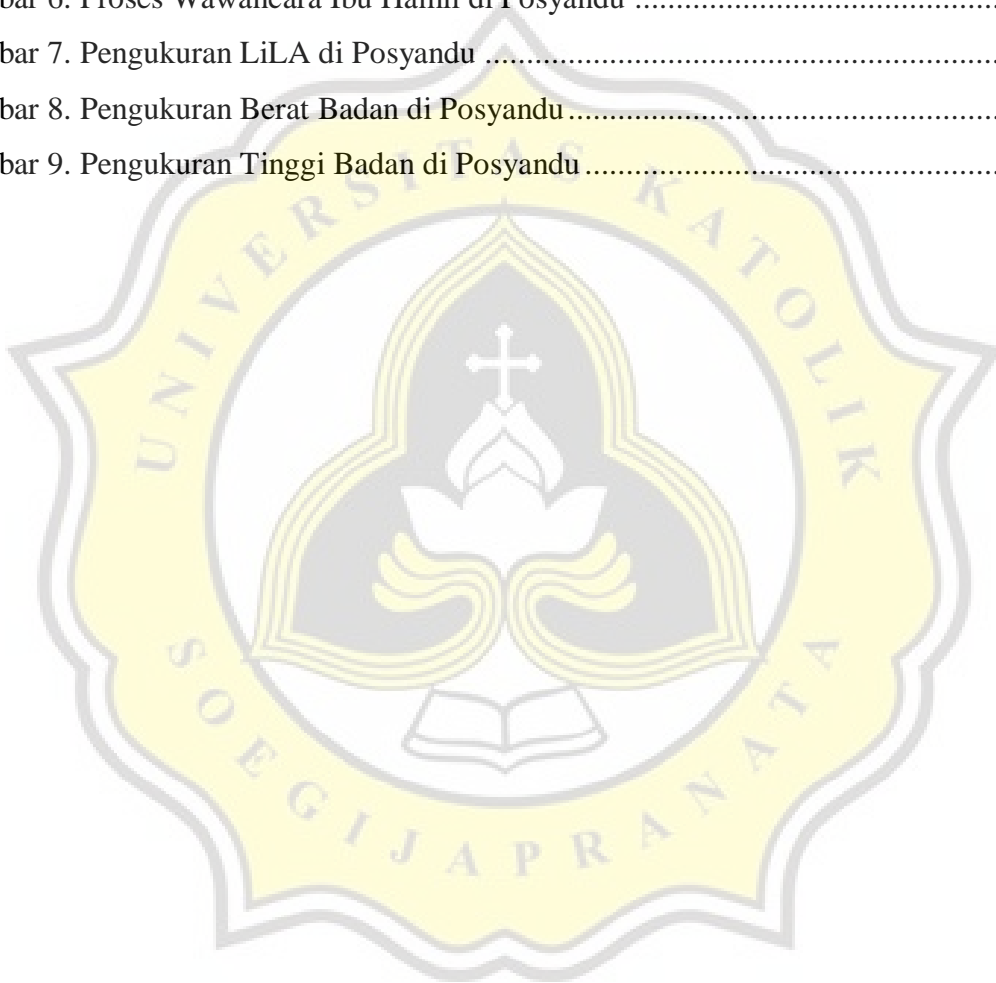 bar 6. Proses Wawancara Ibu Hamil di Posyandu ............................................
bar 7. Pengukuran LiLA di Posyandu ..............................................................
bar 8. Pengukuran Berat Badan di Posyandu ....................................................
bar 9. Pengukuran Tinggi Badan di Posyandu ..................................................
UNIVERSITAS KATOLIK
SOEGIJAPRANATA